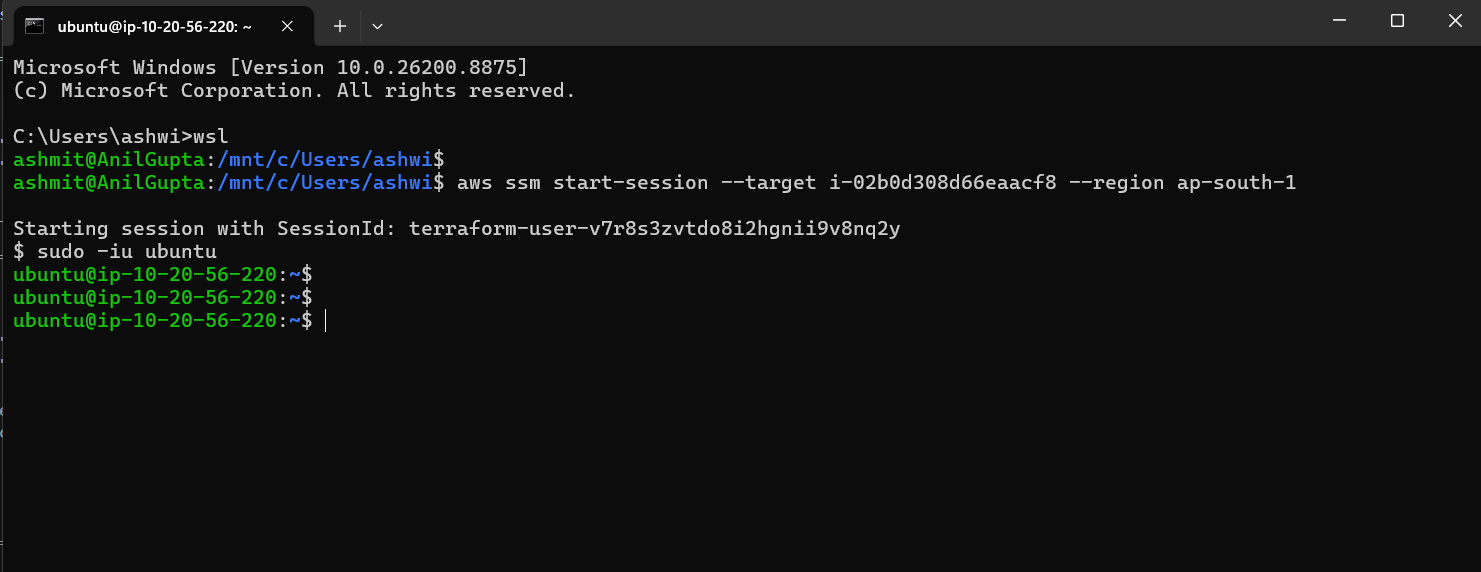 ubuntu@ip-10-20-56-220: ~
Microsoft Windows [Version 10.0.26200.8875]
(c) Microsoft Corporation. All rights reserved.
C:\Users\ashwi>wsl
ashmit@AnilGupta:/mnt/c/Users/ashwi$
ashmit@AnilGupta:/mnt/c/Users/ashwi$ aws ssm start-session --target i-02b0d308d66eaacf8 --region ap-south-1
Starting session with SessionId: terraform-user-v7r8s3zvtdo8i2hgnii9v8nq2y
$ sudo -iu ubuntu
ubuntu@ip-10-20-56-220:~$
ubuntu@ip-10-20-56-220:~$
ubuntu@ip-10-20-56-220:~$